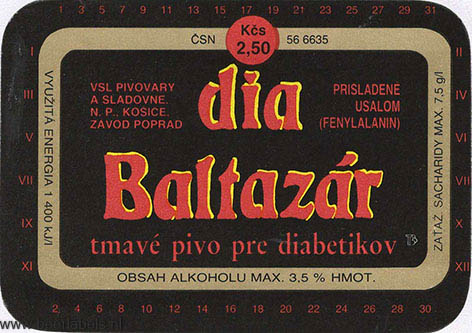 1 3 5 7 9 11 13 15 17 19 21 23 25 27 29 31
ČSN
Kčs
2,50
56 6635
VSL PIVOVARY
A SLADOVNE,
N. P., KOŠICE
ZÁVOD POPRAD
PRISLADENÉ
USALOM
(FENYLALANIN)
dia
Baltazár
tmavé pivo pre diabetikov
OBSAH ALKOHOLU MAX. 3,5 % HMOT.
VYUŽITÁ ENERGIA 1 400 kJ/l
ZÁŤAŽ SACHARIDY MAX. 7,5 g/l
I
III
V
VII
IX
XI
II
IV
VI
VIII
X
XII
2 4 6 8 10 12 14 16 18 20 22 24 26 28 30